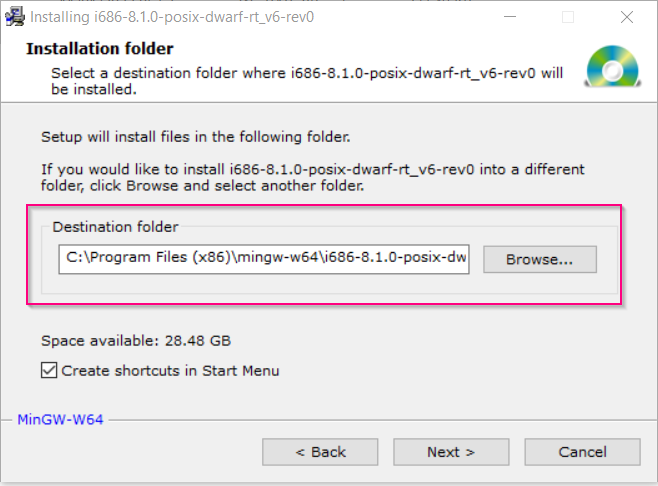 Installing i686-8.1.0-posix-dwarf-rt_v6-rev0
Installation folder
Select a destination folder where i686-8.1.0-posix-dwarf-rt_v6-rev0 will
be installed.
Setup will install files in the following folder.
If you would like to install i686-8.1.0-posix-dwarf-rt_v6-rev0 into a different
folder, click Browse and select another folder.
Destination folder
C:\Program Files (x86)\mingw-w64\i686-8.1.0-posix-dw
Browse...
Space available: 28.48 GB
Create shortcuts in Start Menu
MinGW-W64
< Back
Next >
Cancel